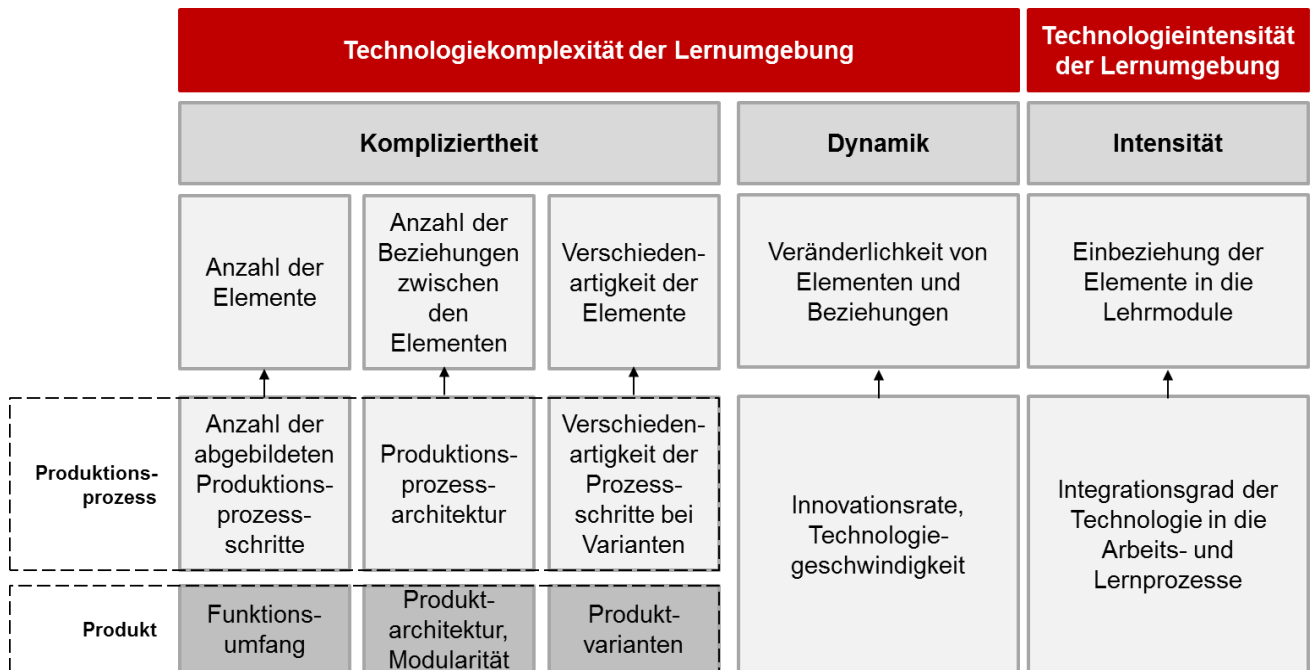 Technologiekomplexität der Lernumgebung
Technologieintensität
der Lernumgebung
Kompliziertheit
Dynamik
Intensität
Anzahl der
Elemente
Anzahl der
Beziehungen
zwischen
den
Elementen
Verschieden-
artigkeit der
Elemente
Veränderlichkeit von
Elementen und
Beziehungen
Einbeziehung der
Elemente in die
Lehrmodule
Produktions-
prozess
Anzahl der
abgebildeten
Produktions-
prozess-
schritte
Produktions-
prozess-
architektur
Verschieden-
artigkeit der
Prozess-
schritte bei
Varianten
Innovationsrate,
Technologie-
geschwindigkeit
Integrationsgrad der
Technologie in die
Arbeits- und
Lernprozesse
Produkt
Funktions-
umfang
Produkt-
architektur,
Modularität
Produkt-
varianten